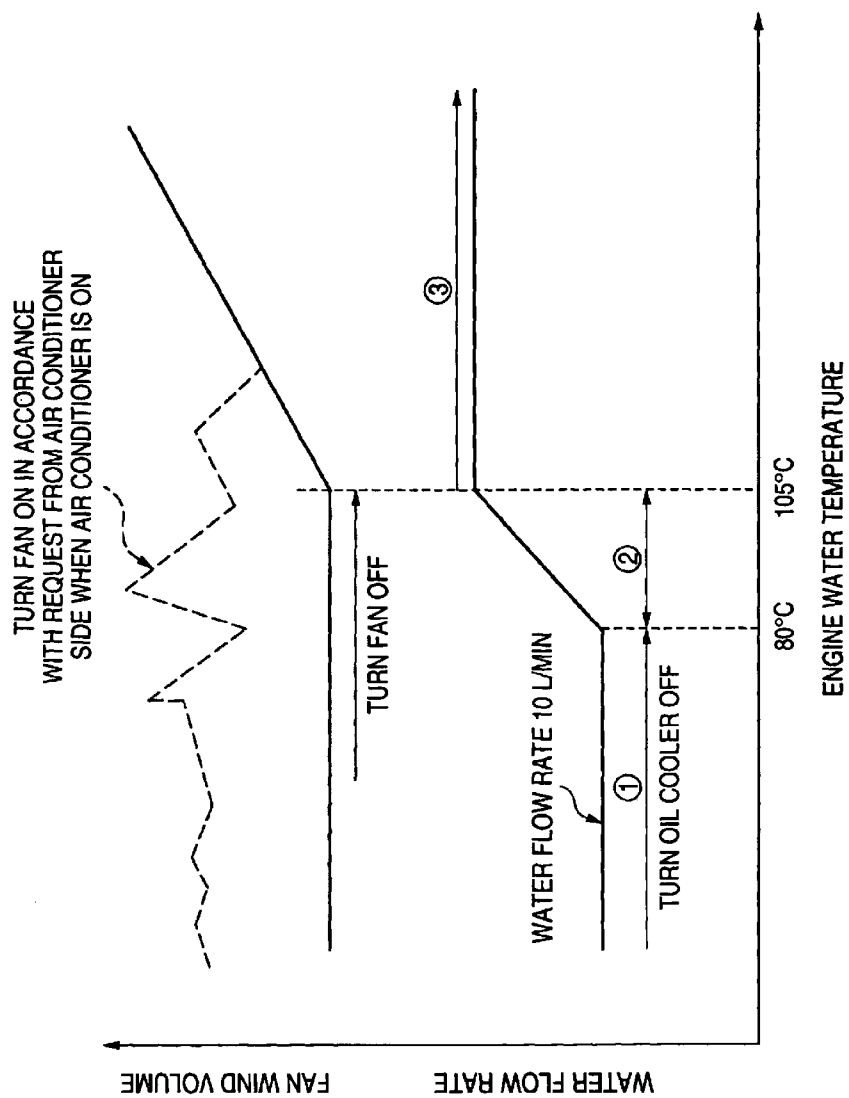 TURN FAN ON IN ACCORDANCE
WITH REQUEST FROM AIR CONDITIONER
SIDE WHEN AIR CONDITIONER IS ON
FAN WIND VOLUME
TURN FAN OFF
WATER FLOW RATE
③
WATER FLOW RATE 10 L/MIN
①
②
TURN OIL COOLER OFF
80°C
105°C
ENGINE WATER TEMPERATURE